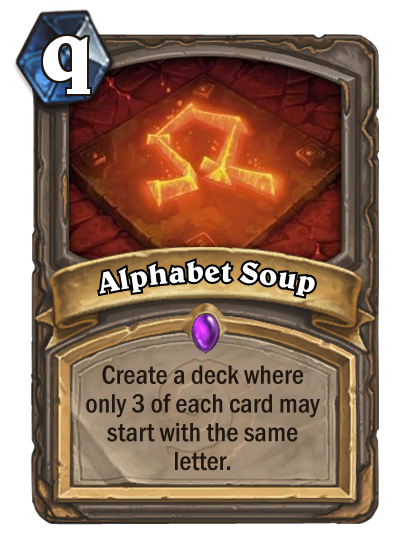 q
Alphabet Soup
Create a deck where
only 3 of each card may
start with the same
letter.